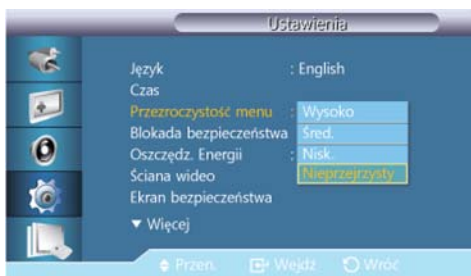 Ustawienia
Język : English
Czas
Przezroczystość menu : Wysoko
Blokada bezpieczeństwa Śred.
Oszczędz. Energii : Nisk.
Ściana wideo Nieprzejrzysty
Ekran bezpieczeństwa
▼ Więcej
Przen. Wejdź Wróć